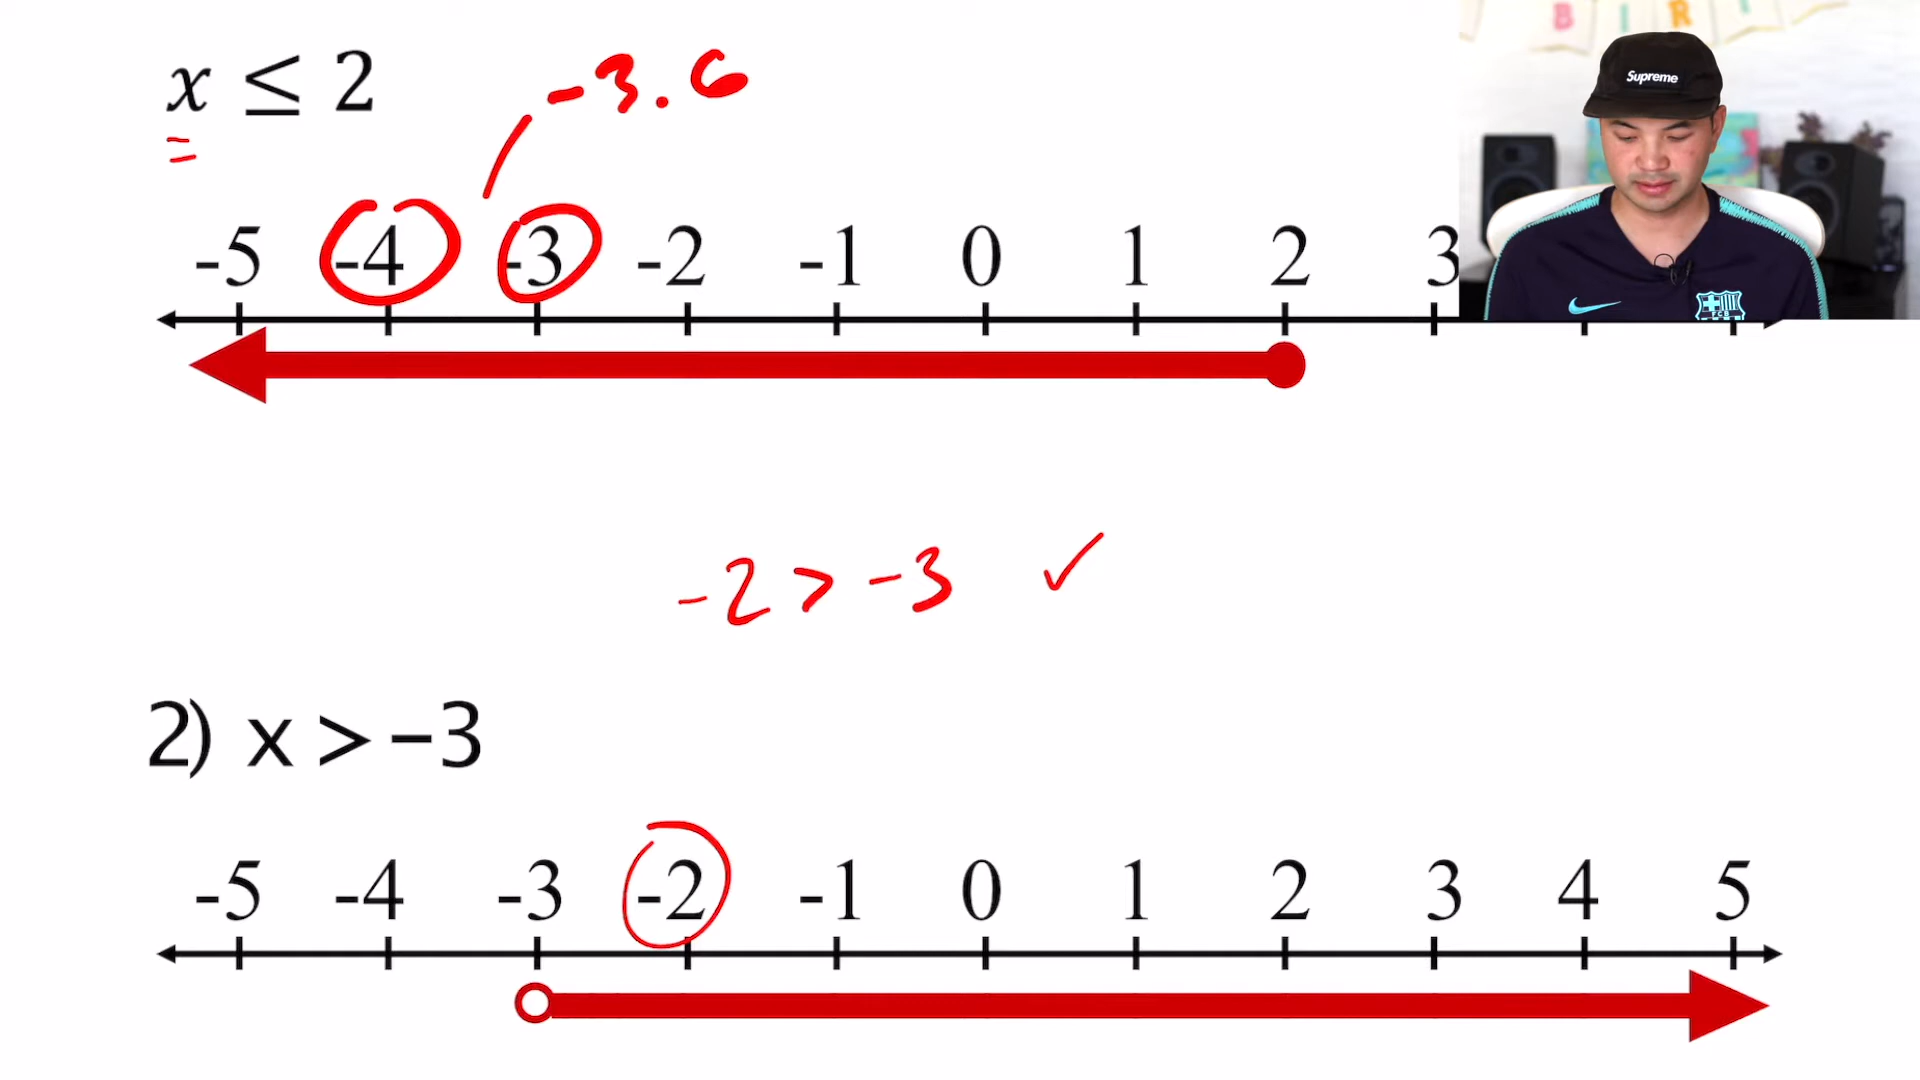 x ≤ 2
-3.6
B I R T
Supreme
-5 -4 -3 -2 -1 0 1 2 3
FCB
-2 > -3 ✓
2) x > −3
-5 -4 -3 -2 -1 0 1 2 3 4 5